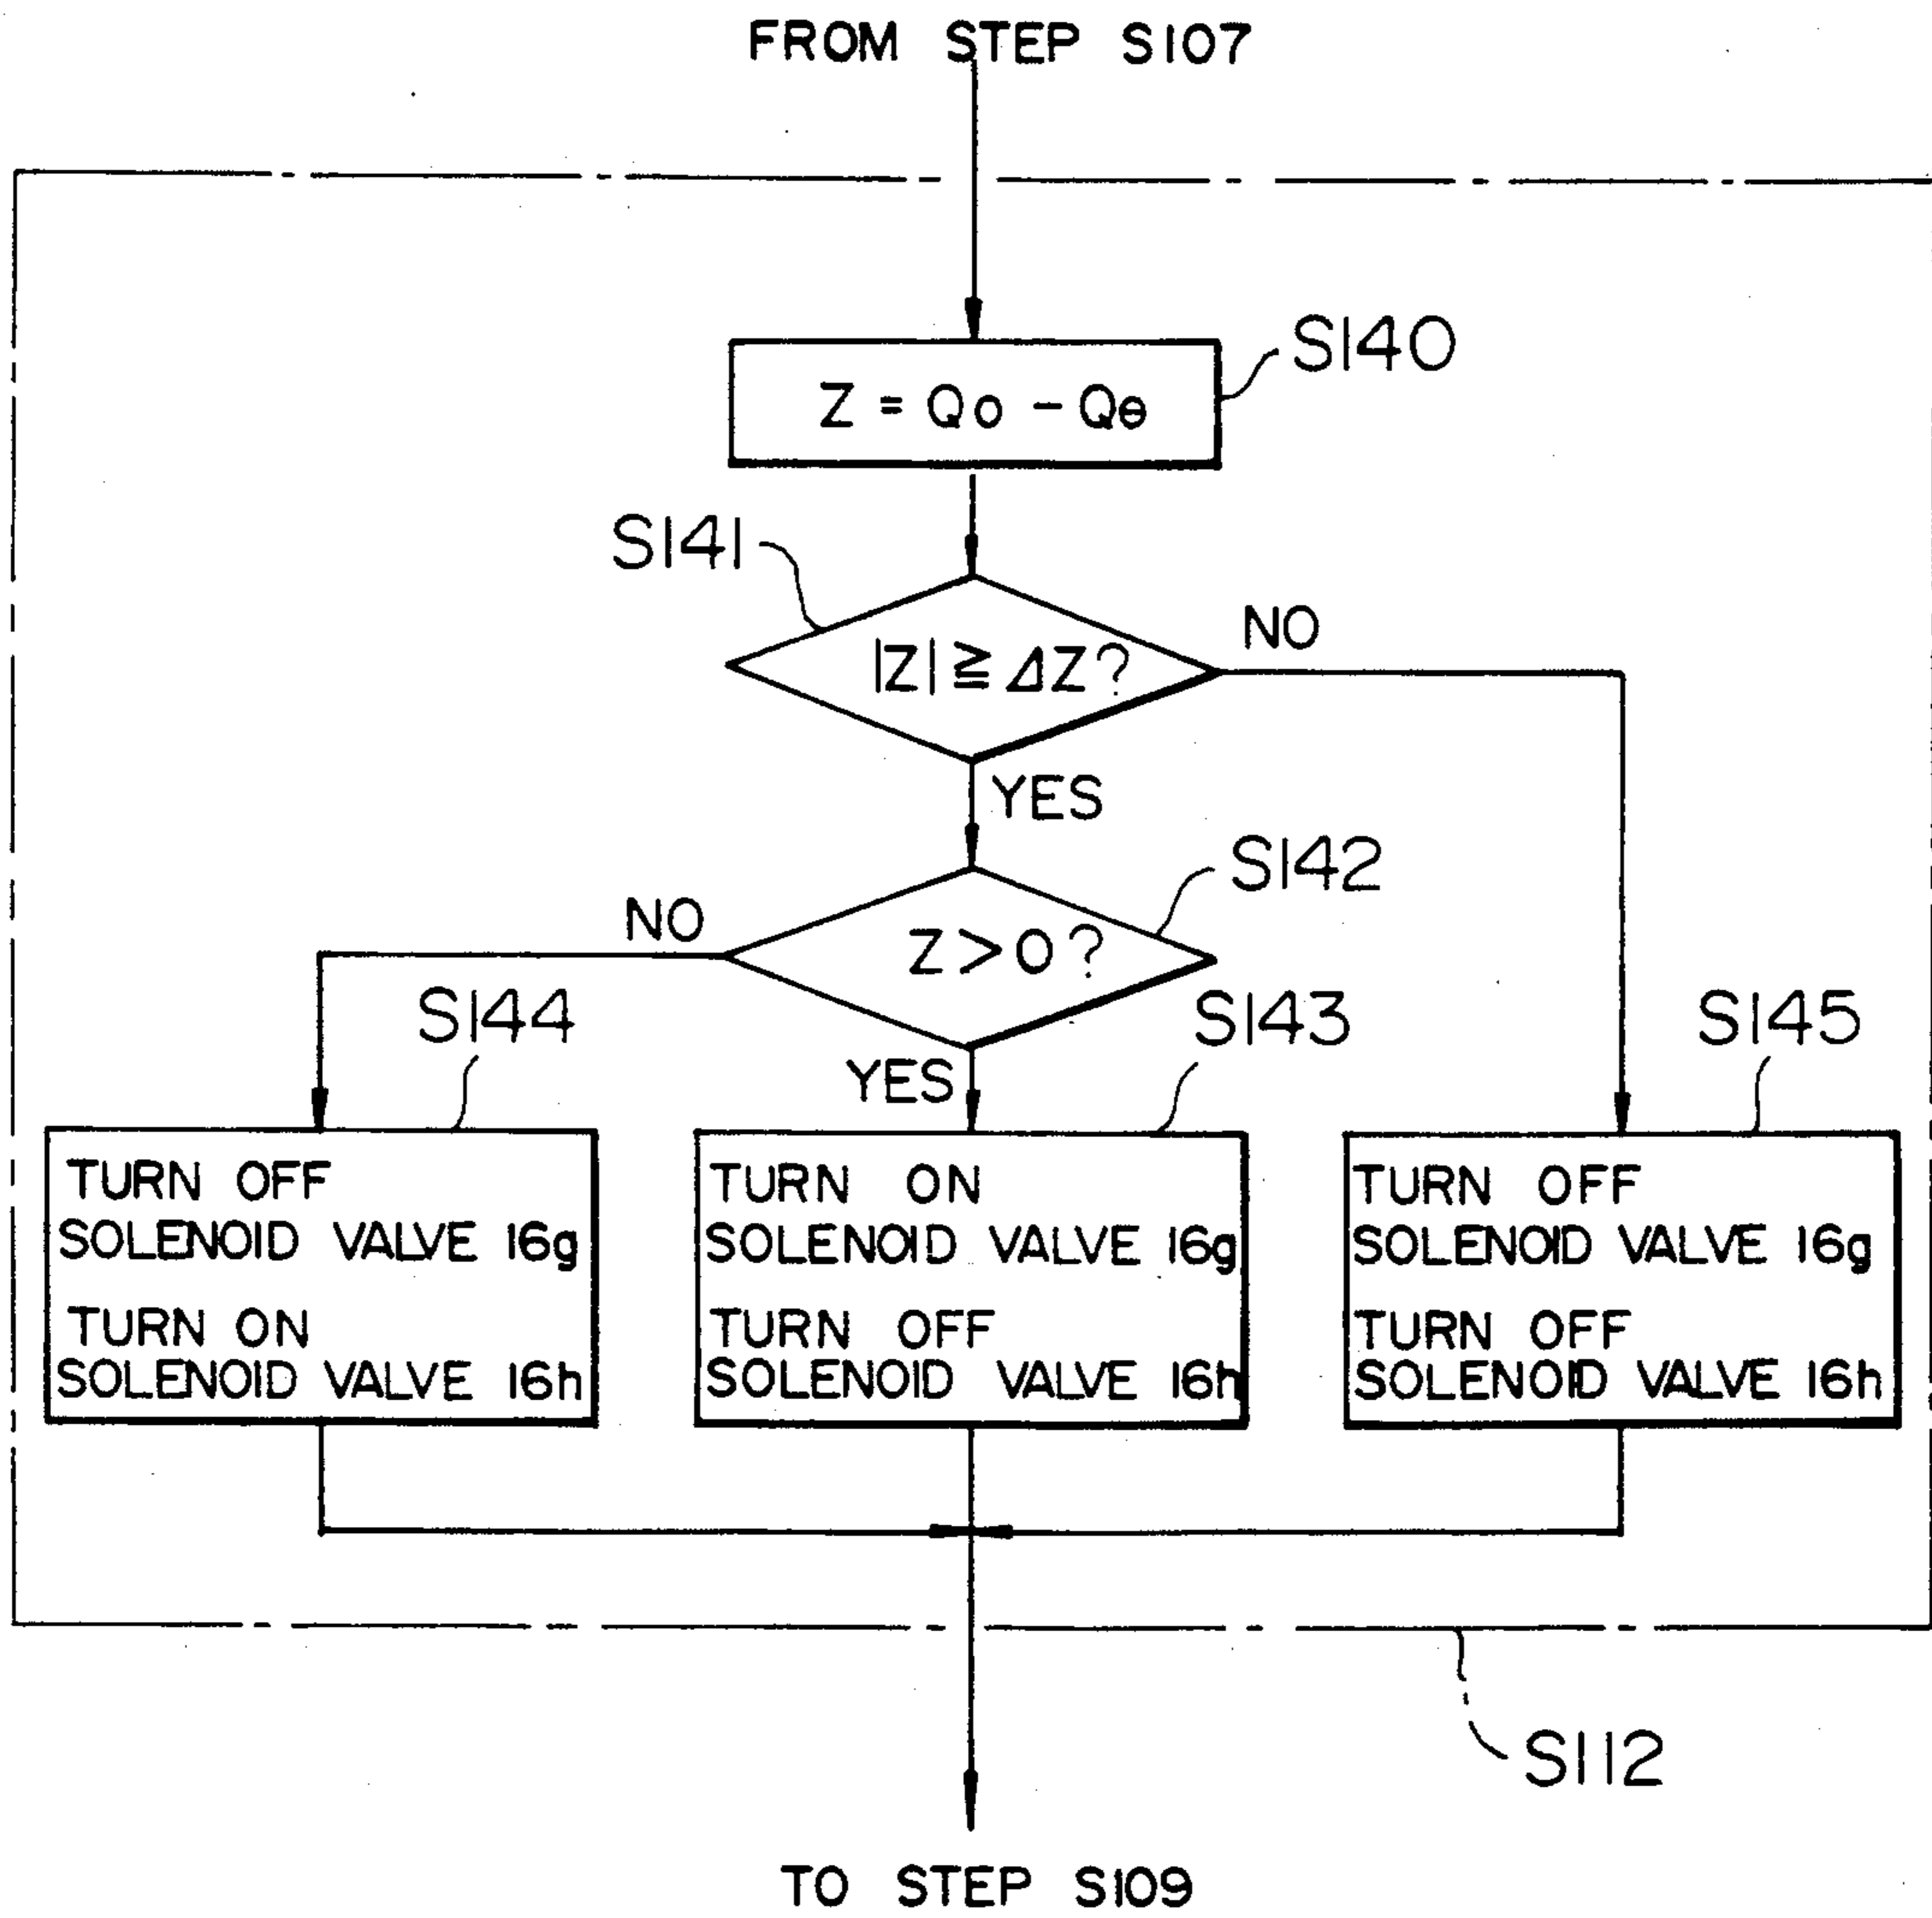 FROM STEP S107
S140
Z = Qo - Qθ
S141
|Z| ≧ ΔZ?
NO
YES
S142
NO
Z > 0?
S144
S143
S145
YES
TURN OFF
SOLENOID VALVE 16g
TURN ON
SOLENOID VALVE 16h
TURN ON
SOLENOID VALVE 16g
TURN OFF
SOLENOID VALVE 16h
TURN OFF
SOLENOID VALVE 16g
TURN OFF
SOLENOID VALVE 16h
S112
TO STEP S109